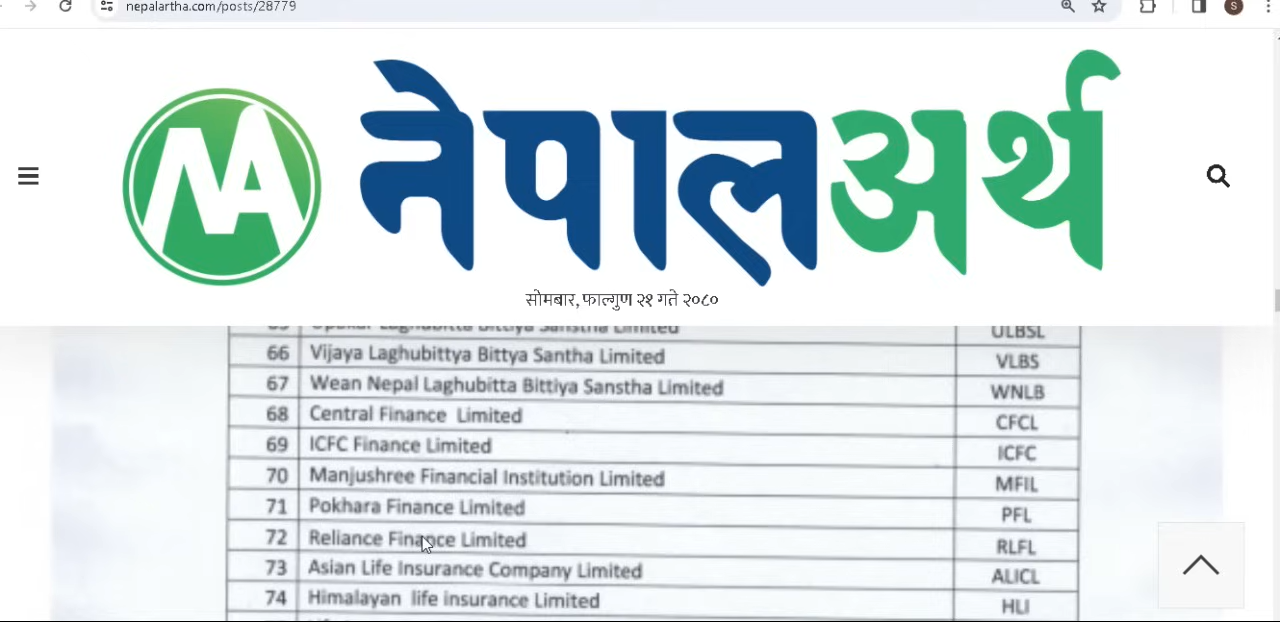 nepalartha.com/posts/28779
S
NA
नेपालअर्थ
सोमबार, फाल्गुण २१ गते २०८०
ULBSL
66 Vijaya Laghubittya Bittya Santha Limited VLBS
67 Wean Nepal Laghubitta Bittiya Sanstha Limited WNLB
68 Central Finance Limited CFCL
69 ICFC Finance Limited ICFC
70 Manjushree Financial Institution Limited MFIL
71 Pokhara Finance Limited PFL
72 Reliance Finance Limited RLFL
73 Asian Life Insurance Company Limited ALICL
74 Himalayan life insurance Limited HLI